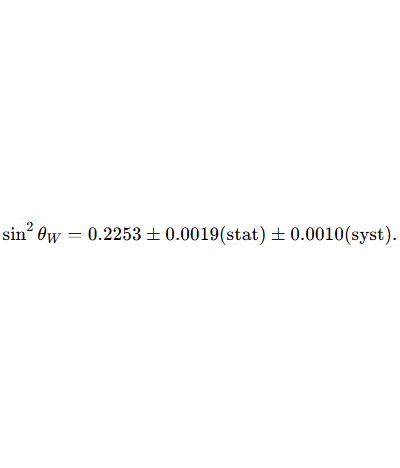 sin² θ_W = 0.2253 ± 0.0019(stat) ± 0.0010(syst).